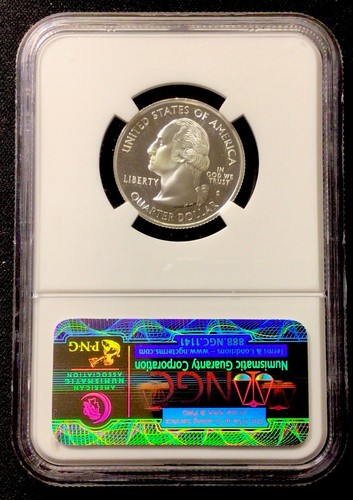 UNITED STATES OF AMERICA
LIBERTY
IN
GOD WE
TRUST
S
QUARTER DOLLAR
PNG
888.NGC.1141
Terms & Conditions - www.ngcterms.com
Numismatic
Guaranty Corporation
NGC
AMERICAN
NUMISMATIC
ASSOCIATION